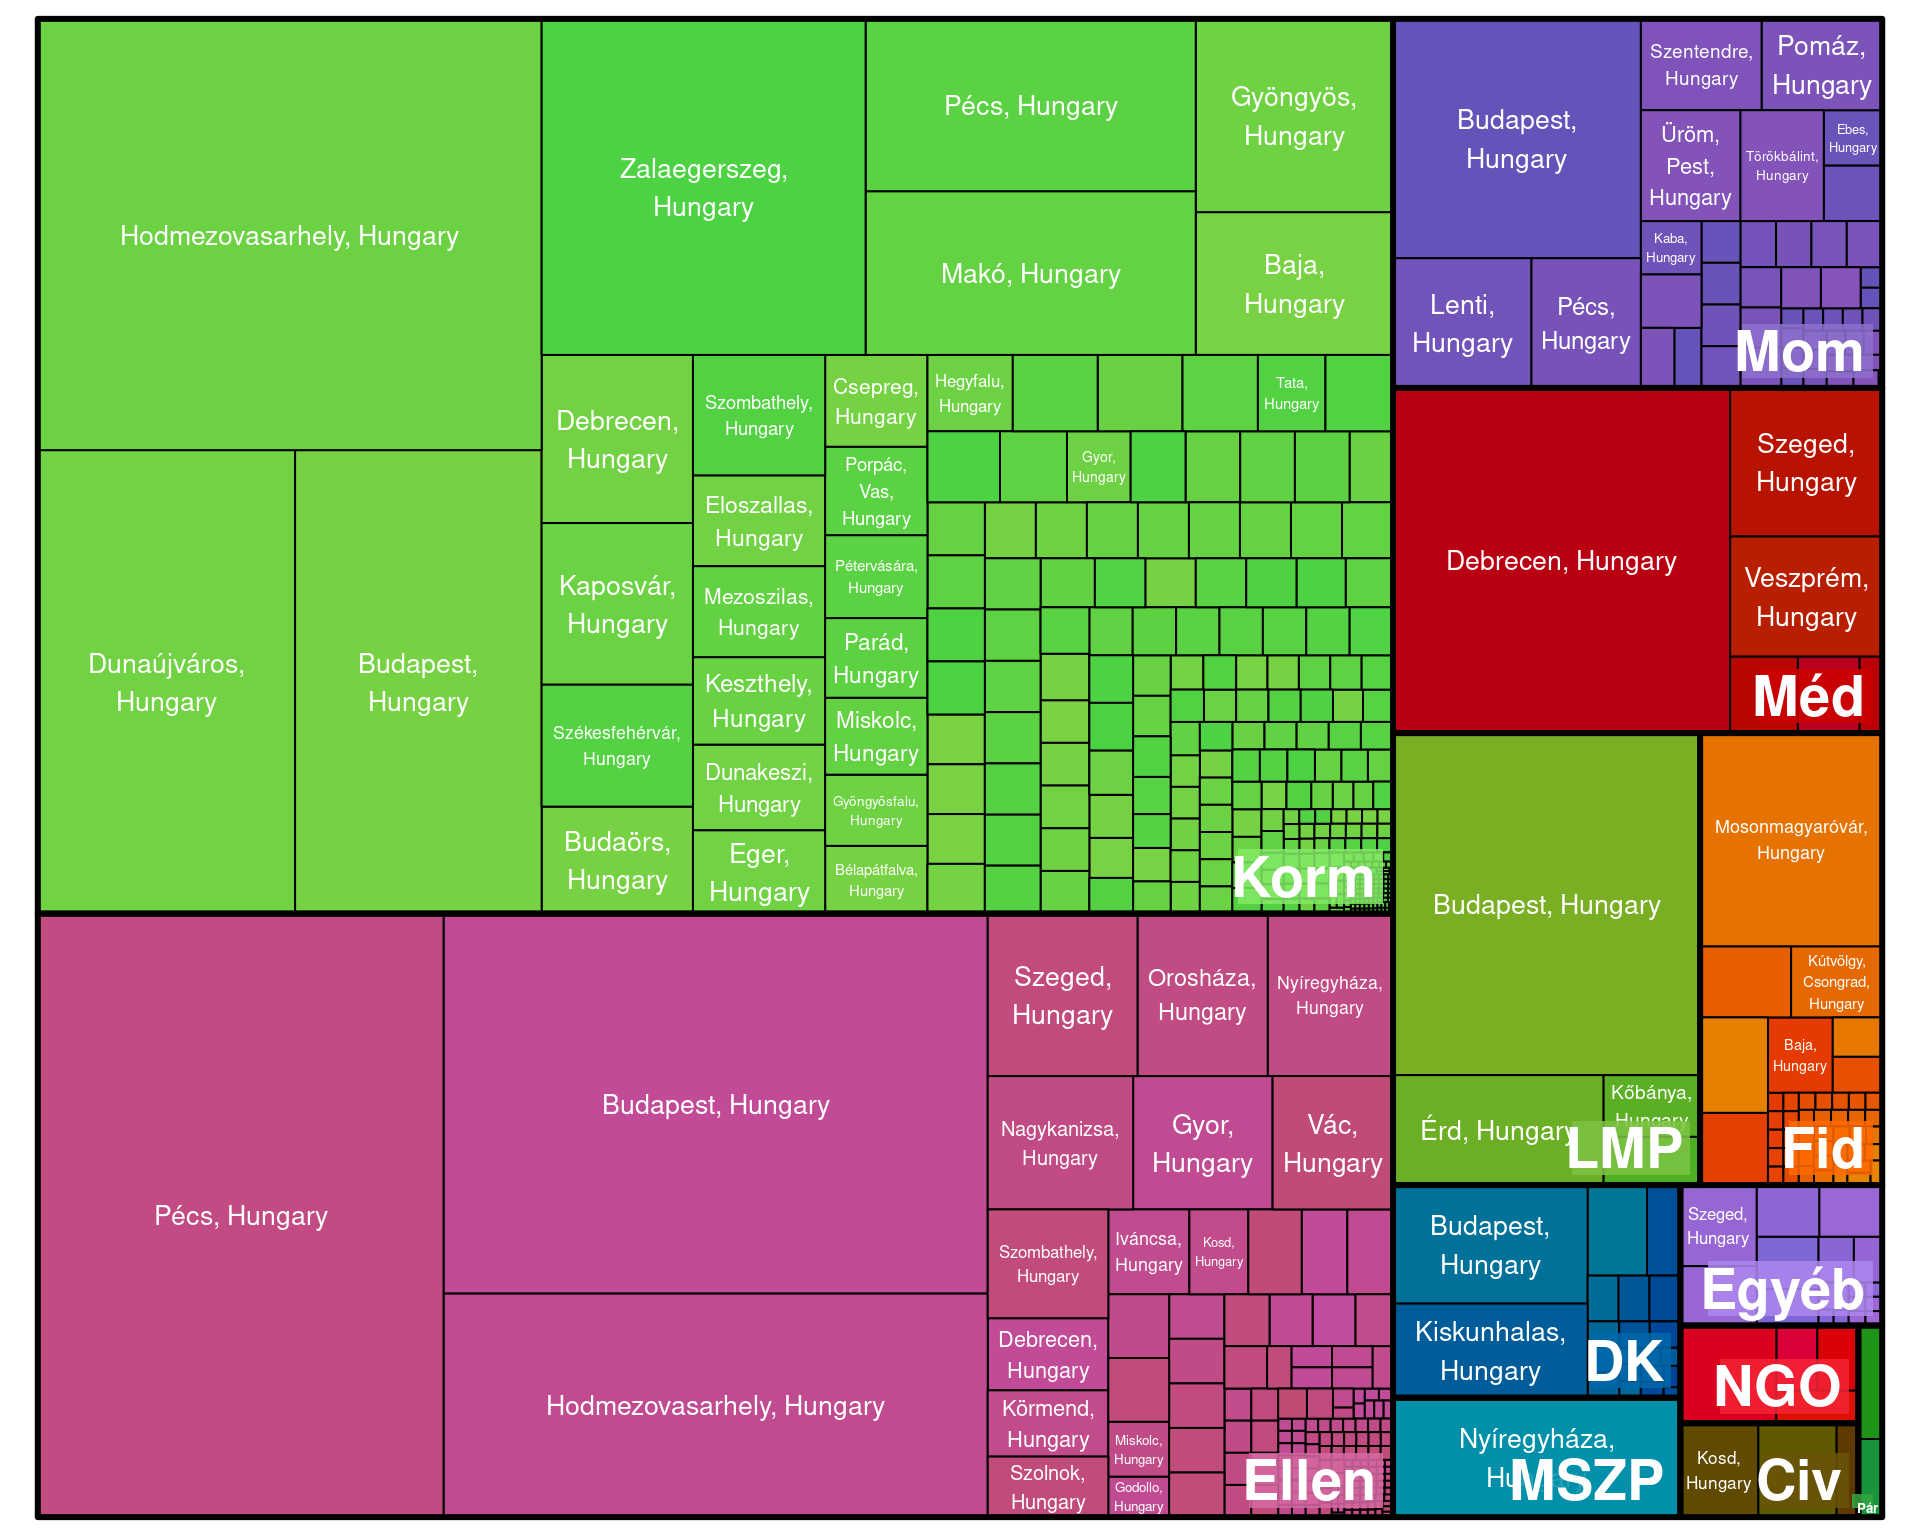 Hodmezovasarhely, Hungary
Dunaújváros,
Hungary
Budapest,
Hungary
Zalaegerszeg,
Hungary
Pécs, Hungary
Makó, Hungary
Gyöngyös,
Hungary
Baja,
Hungary
Debrecen,
Hungary
Kaposvár,
Hungary
Székesfehérvár,
Hungary
Budaörs,
Hungary
Szombathely,
Hungary
Eloszallas,
Hungary
Mezoszilas,
Hungary
Keszthely,
Hungary
Dunakeszi,
Hungary
Eger,
Hungary
Csepreg,
Hungary
Porpác,
Vas,
Hungary
Pétervására,
Hungary
Parád,
Hungary
Miskolc,
Hungary
Gyöngyösfalu,
Hungary
Bélapátfalva,
Hungary
Hegyfalu,
Hungary
Tata,
Hungary
Gyor,
Hungary
Korm
Pécs, Hungary
Budapest, Hungary
Hodmezovasarhely, Hungary
Szeged,
Hungary
Orosháza,
Hungary
Nyíregyháza,
Hungary
Nagykanizsa,
Hungary
Gyor,
Hungary
Vác,
Hungary
Szombathely,
Hungary
Debrecen,
Hungary
Körmend,
Hungary
Szolnok,
Hungary
Iváncsa,
Hungary
Kosd,
Hungary
Miskolc,
Hungary
Godollo,
Hungary
Ellen
Budapest,
Hungary
Lenti,
Hungary
Pécs,
Hungary
Szentendre,
Hungary
Pomáz,
Hungary
Üröm,
Pest,
Hungary
Törökbálint,
Hungary
Ebes,
Hungary
Kaba,
Hungary
Mom
Debrecen, Hungary
Szeged,
Hungary
Veszprém,
Hungary
Méd
Budapest, Hungary
Érd, Hungary
Kőbánya,
Hungary
LMP
Mosonmagyaróvár,
Hungary
Kútvölgy,
Csongrad,
Hungary
Baja,
Hungary
Fid
Budapest,
Hungary
Kiskunhalas,
Hungary
DK
Szeged,
Hungary
Egyéb
NGO
Nyíregyháza,
MSZP
Kosd,
Hungary
Civ
Pár